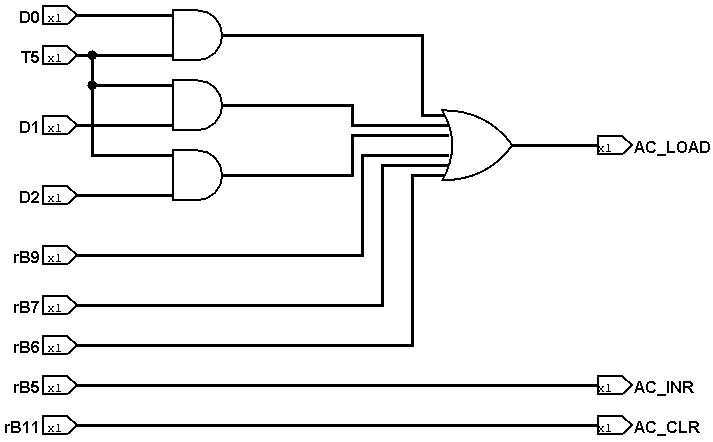 D0 x1
T5 x1
D1 x1
x1 AC_LOAD
D2 x1
rB9 x1
rB7 x1
rB6 x1
rB5 x1 x1 AC_INR
rB11 x1 x1 AC_CLR